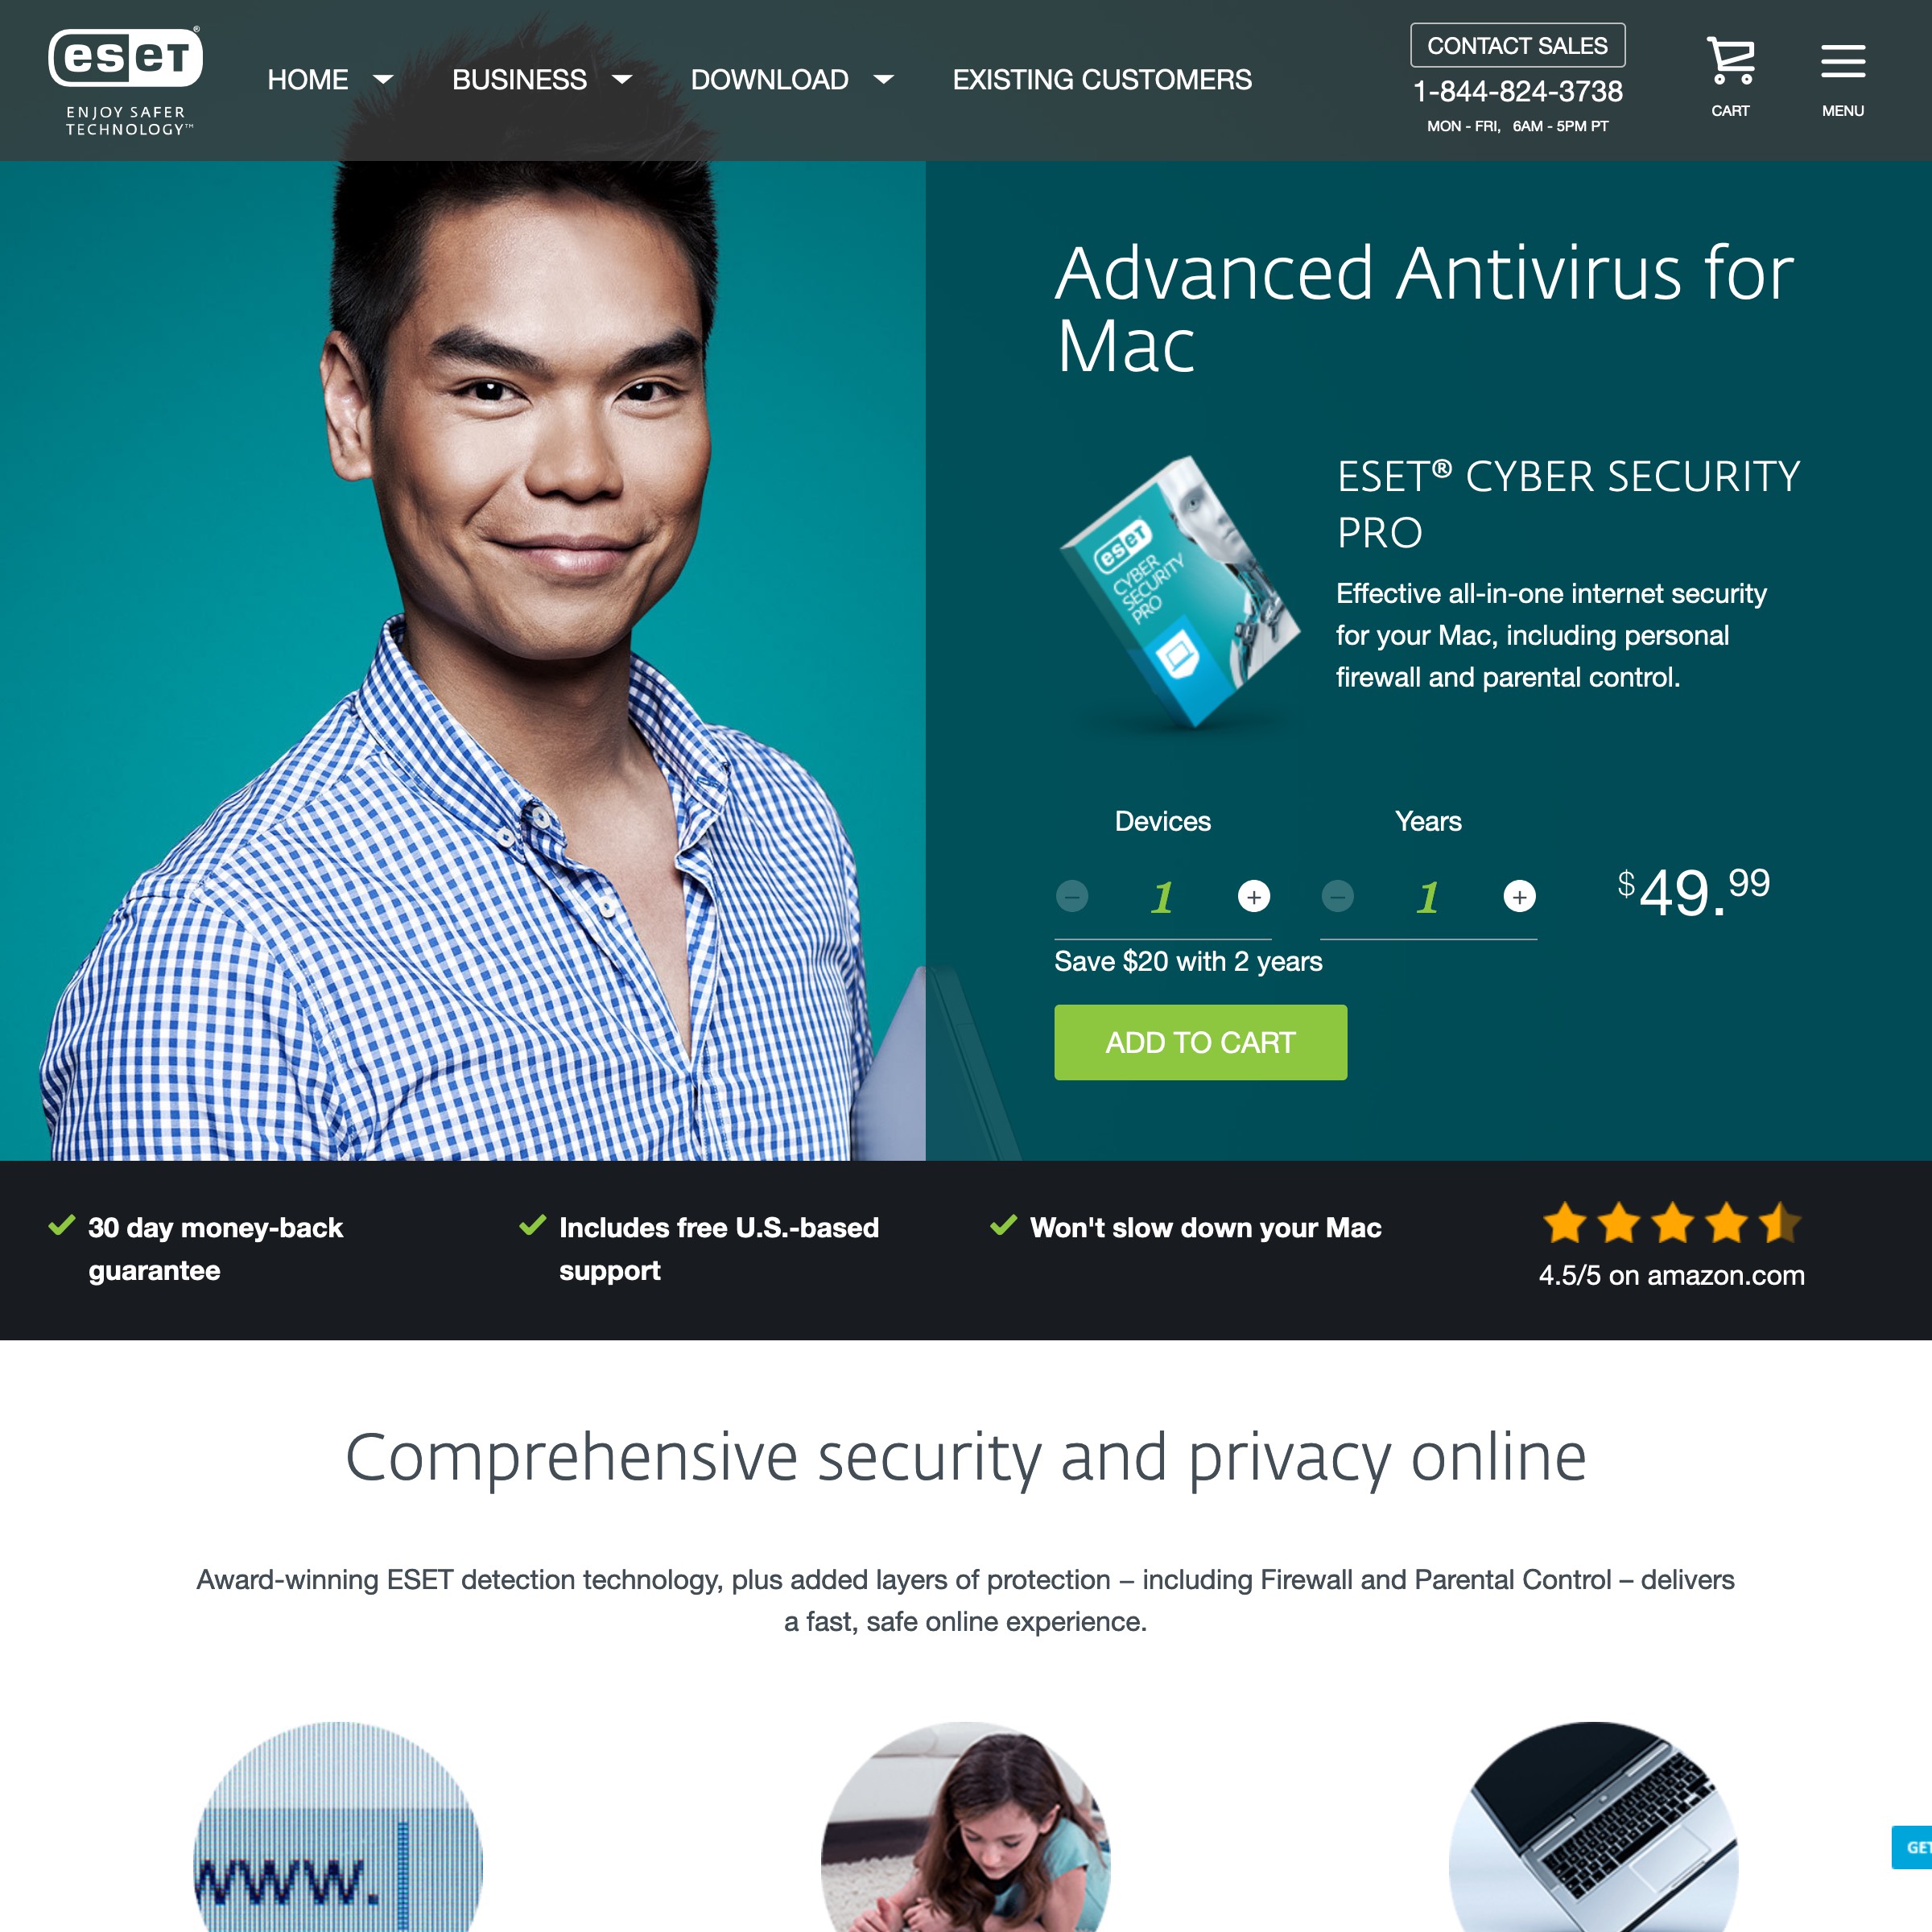 eset®
ENJOY SAFER
TECHNOLOGY™
HOME
BUSINESS
DOWNLOAD
EXISTING CUSTOMERS
CONTACT SALES
1-844-824-3738
MON - FRI, 6AM - 5PM PT
CART
MENU
Advanced Antivirus for
Mac
eset
CYBER
SECURITY
PRO
ESET® CYBER SECURITY
PRO
Effective all-in-one internet security
for your Mac, including personal
firewall and parental control.
Devices
Years
1
1
$49.99
Save $20 with 2 years
ADD TO CART
30 day money-back
guarantee
Includes free U.S.-based
support
Won't slow down your Mac
4.5/5 on amazon.com
Comprehensive security and privacy online
Award-winning ESET detection technology, plus added layers of protection – including Firewall and Parental Control – delivers
a fast, safe online experience.
www.